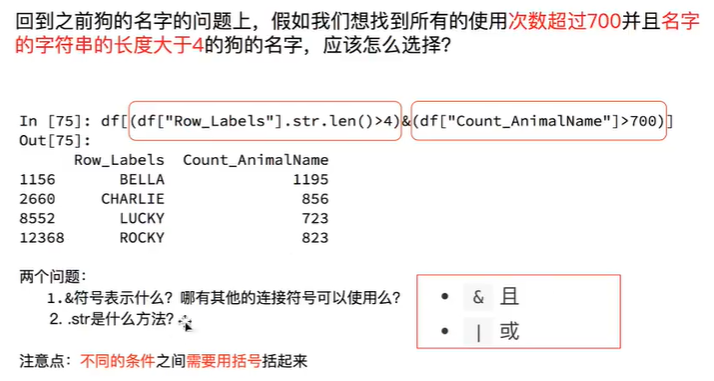 回到之前狗的名字的问题上，假如我们想找到所有的使用次数超过700并且名字
的字符串的长度大于4的狗的名字，应该怎么选择？
In [75]: df[(df["Row_Labels"].str.len()>4)&(df["Count_AnimalName"]>700)]
Out[75]:
Row_Labels Count_AnimalName
1156 BELLA 1195
2660 CHARLIE 856
8552 LUCKY 723
12368 ROCKY 823
两个问题：
1.&符号表示什么？哪有其他的连接符号可以使用么？
2. .str是什么方法？
• & 且
• | 或
注意点：不同的条件之间需要用括号括起来